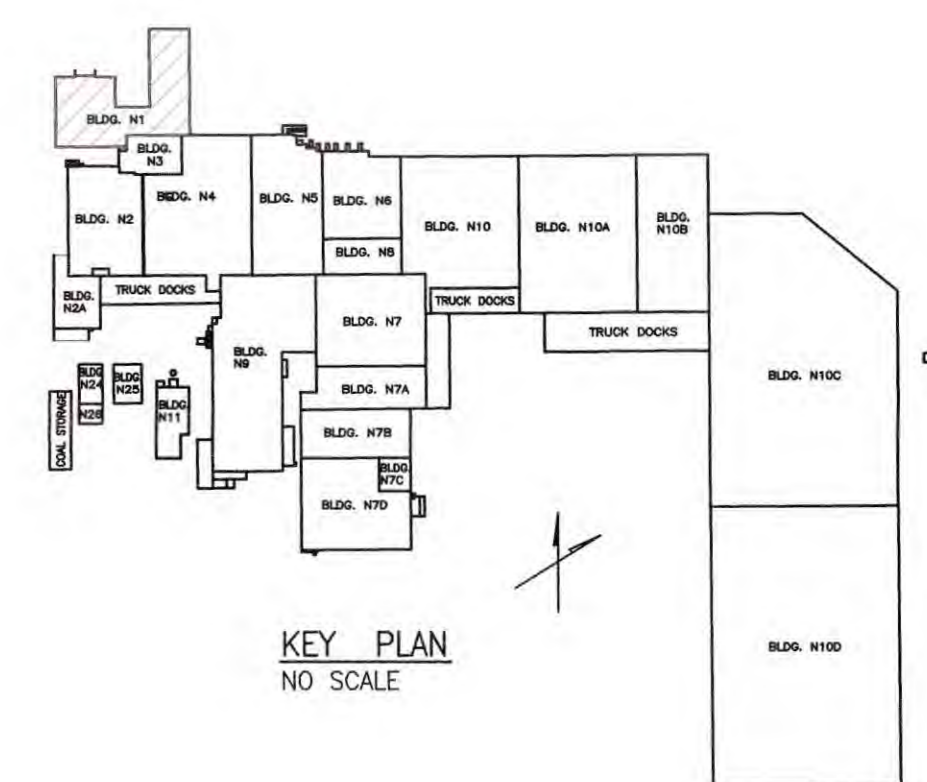 BLDG. N1
BLDG.
N3
BLDG. N4
BLDG. N5
BLDG. N6
BLDG. N2
BLDG. N8
BLDG. N10
BLDG. N10A
BLDG.
N10B
BLDG.
N2A
TRUCK DOCKS
TRUCK DOCKS
TRUCK DOCKS
BLDG. N7
BLDG.
N9
BLDG. N7A
BLDG. N10C
BLDG
N24
N26
BLDG.
N25
BLDG.
N11
COAL STORAGE
BLDG. N7B
BLDG.
N7C
BLDG. N7D
BLDG. N10D
KEY PLAN
NO SCALE